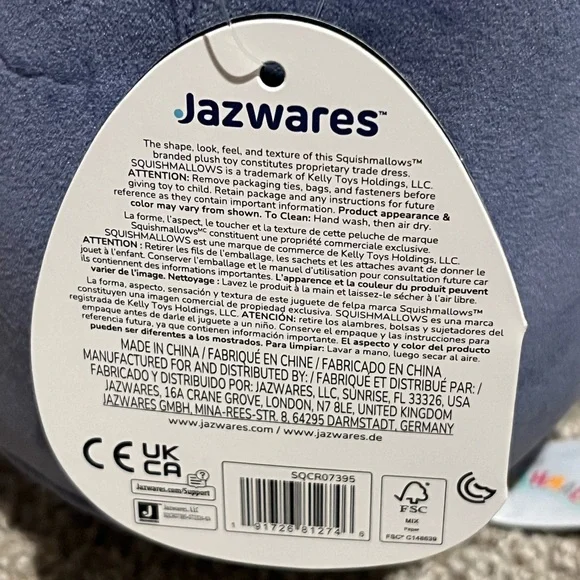 Jazwares™
The shape, look, feel, and texture of this Squishmallows™
branded plush toy constitutes proprietary trade dress.
SQUISHMALLOWS is a trademark of Kelly Toys Holdings, LLC.
ATTENTION: Remove packaging ties, bags, and fasteners before
giving toy to child. Retain package and any instructions for future
reference as they contain important information. Product appearance &
color may vary from shown. To Clean: Hand wash, then air dry.
La forme, l'aspect, le toucher et la texture de cette peluche de marque
Squishmallowsᴹᶜ constituent une propriété commerciale exclusive.
SQUISHMALLOWS est une marque de commerce de Kelly Toys Holdings, LLC.
ATTENTION : Retirer les fils de l'emballage, les sachets et les attaches avant de donner le
jouet à l'enfant. Conserver l'emballage et le manuel d'utilisation pour consultation future car
ils contiennent des informations importantes. L'apparence et la couleur du produit peuvent
varier de l'image. Nettoyage : Lavez le produit à la main et laissez-le sécher à l'air libre.
La forma, aspecto, sensación y textura de este juguete de felpa marca Squishmallows™
constituyen una imagen comercial de propiedad exclusiva. SQUISHMALLOWS es una marca
registrada de Kelly Toys Holdings, LLC. ATENCIÓN: retire los alambres, bolsas y sujetadores del
empaque antes de darle el juguete a un niño. Conserve el empaque y las instrucciones para
referencia futura, ya que contienen información importante. El aspecto y color del producto
pueden ser diferentes a los mostrados. Para limpiar: Lavar a mano, luego secar al aire.
MADE IN CHINA / FABRIQUÉ EN CHINE / FABRICADO EN CHINA
MANUFACTURED FOR AND DISTRIBUTED BY: / FABRIQUÉ ET DISTRIBUÉ PAR: /
FABRICADO Y DISTRIBUIDO POR: JAZWARES, LLC, SUNRISE, FL 33326, USA
JAZWARES, 16A CRANE GROVE, LONDON, N7 8LE, UNITED KINGDOM
JAZWARES GMBH, MINA-REES-STR. 8, 64295 DARMSTADT, GERMANY
www.jazwares.com / www.jazwares.de
CE UK
CA
Jazwares.com/Support
Jazwares, LLC
SQCR07395
91726 81274
FSC
MIX
Paper